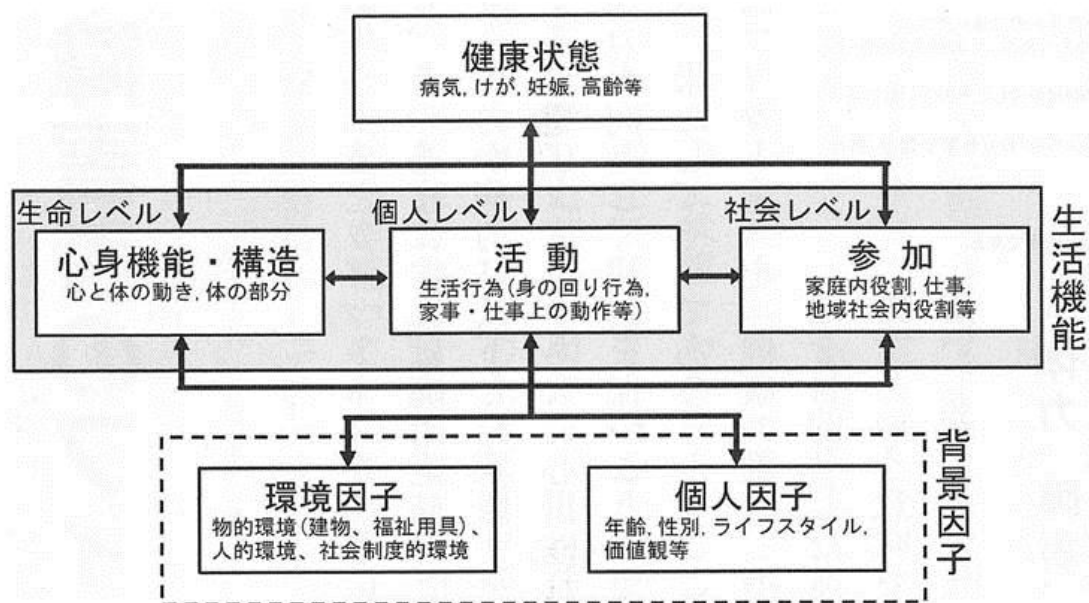 健康状態
病気, けが, 妊娠, 高齢等
生命レベル
個人レベル
社会レベル
心身機能・構造
心と体の動き, 体の部分
活 動
生活行為(身の回り行為,
家事・仕事上の動作等)
参 加
家庭内役割, 仕事,
地域社会内役割等
生活機能
環境因子
物的環境(建物、福祉用具)、
人的環境、社会制度的環境
個人因子
年齢, 性別, ライフスタイル,
価値観等
背景因子